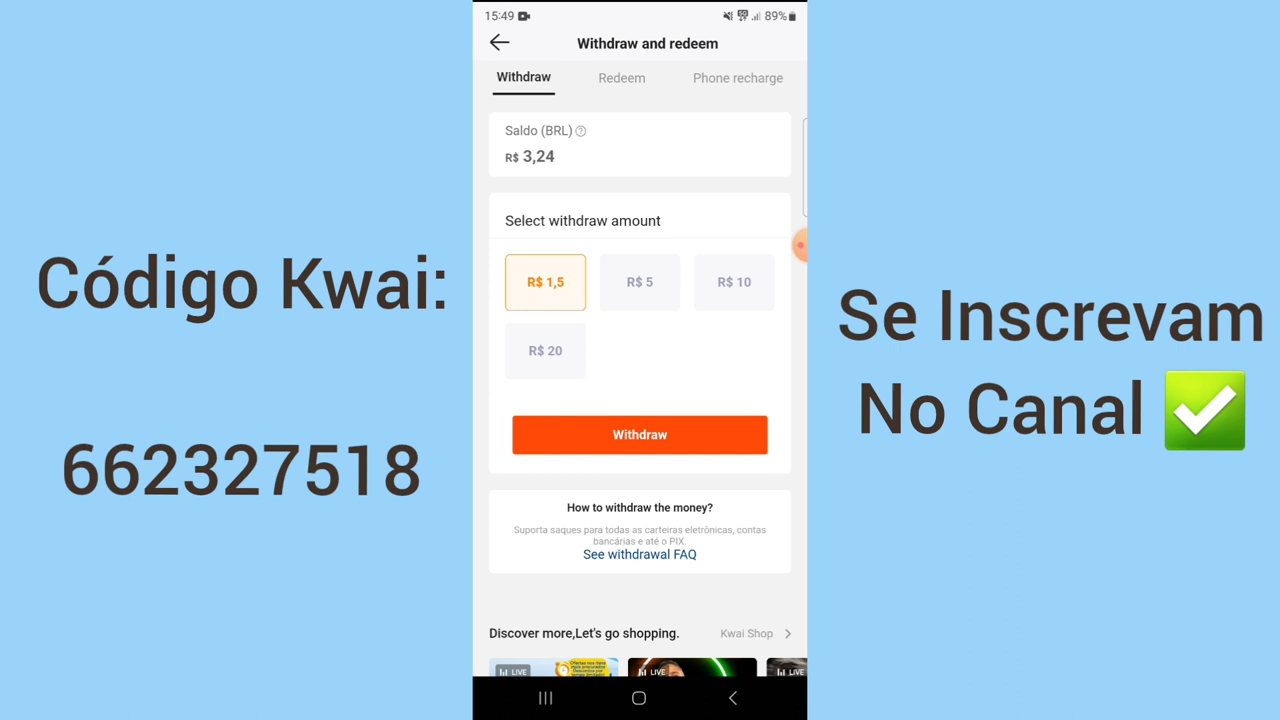 15:49
89%
Withdraw and redeem
Withdraw
Redeem
Phone recharge
Saldo (BRL)
R$ 3,24
Select withdraw amount
R$ 1,5
R$ 5
R$ 10
R$ 20
Withdraw
How to withdraw the money?
Suporta saques para todas as carteiras eletrônicas, contas
bancárias e até o PIX.
See withdrawal FAQ
Discover more,Let's go shopping.
Kwai Shop
LIVE
LIVE
LIVE
Código Kwai:
662327518
Se Inscrevam
No Canal